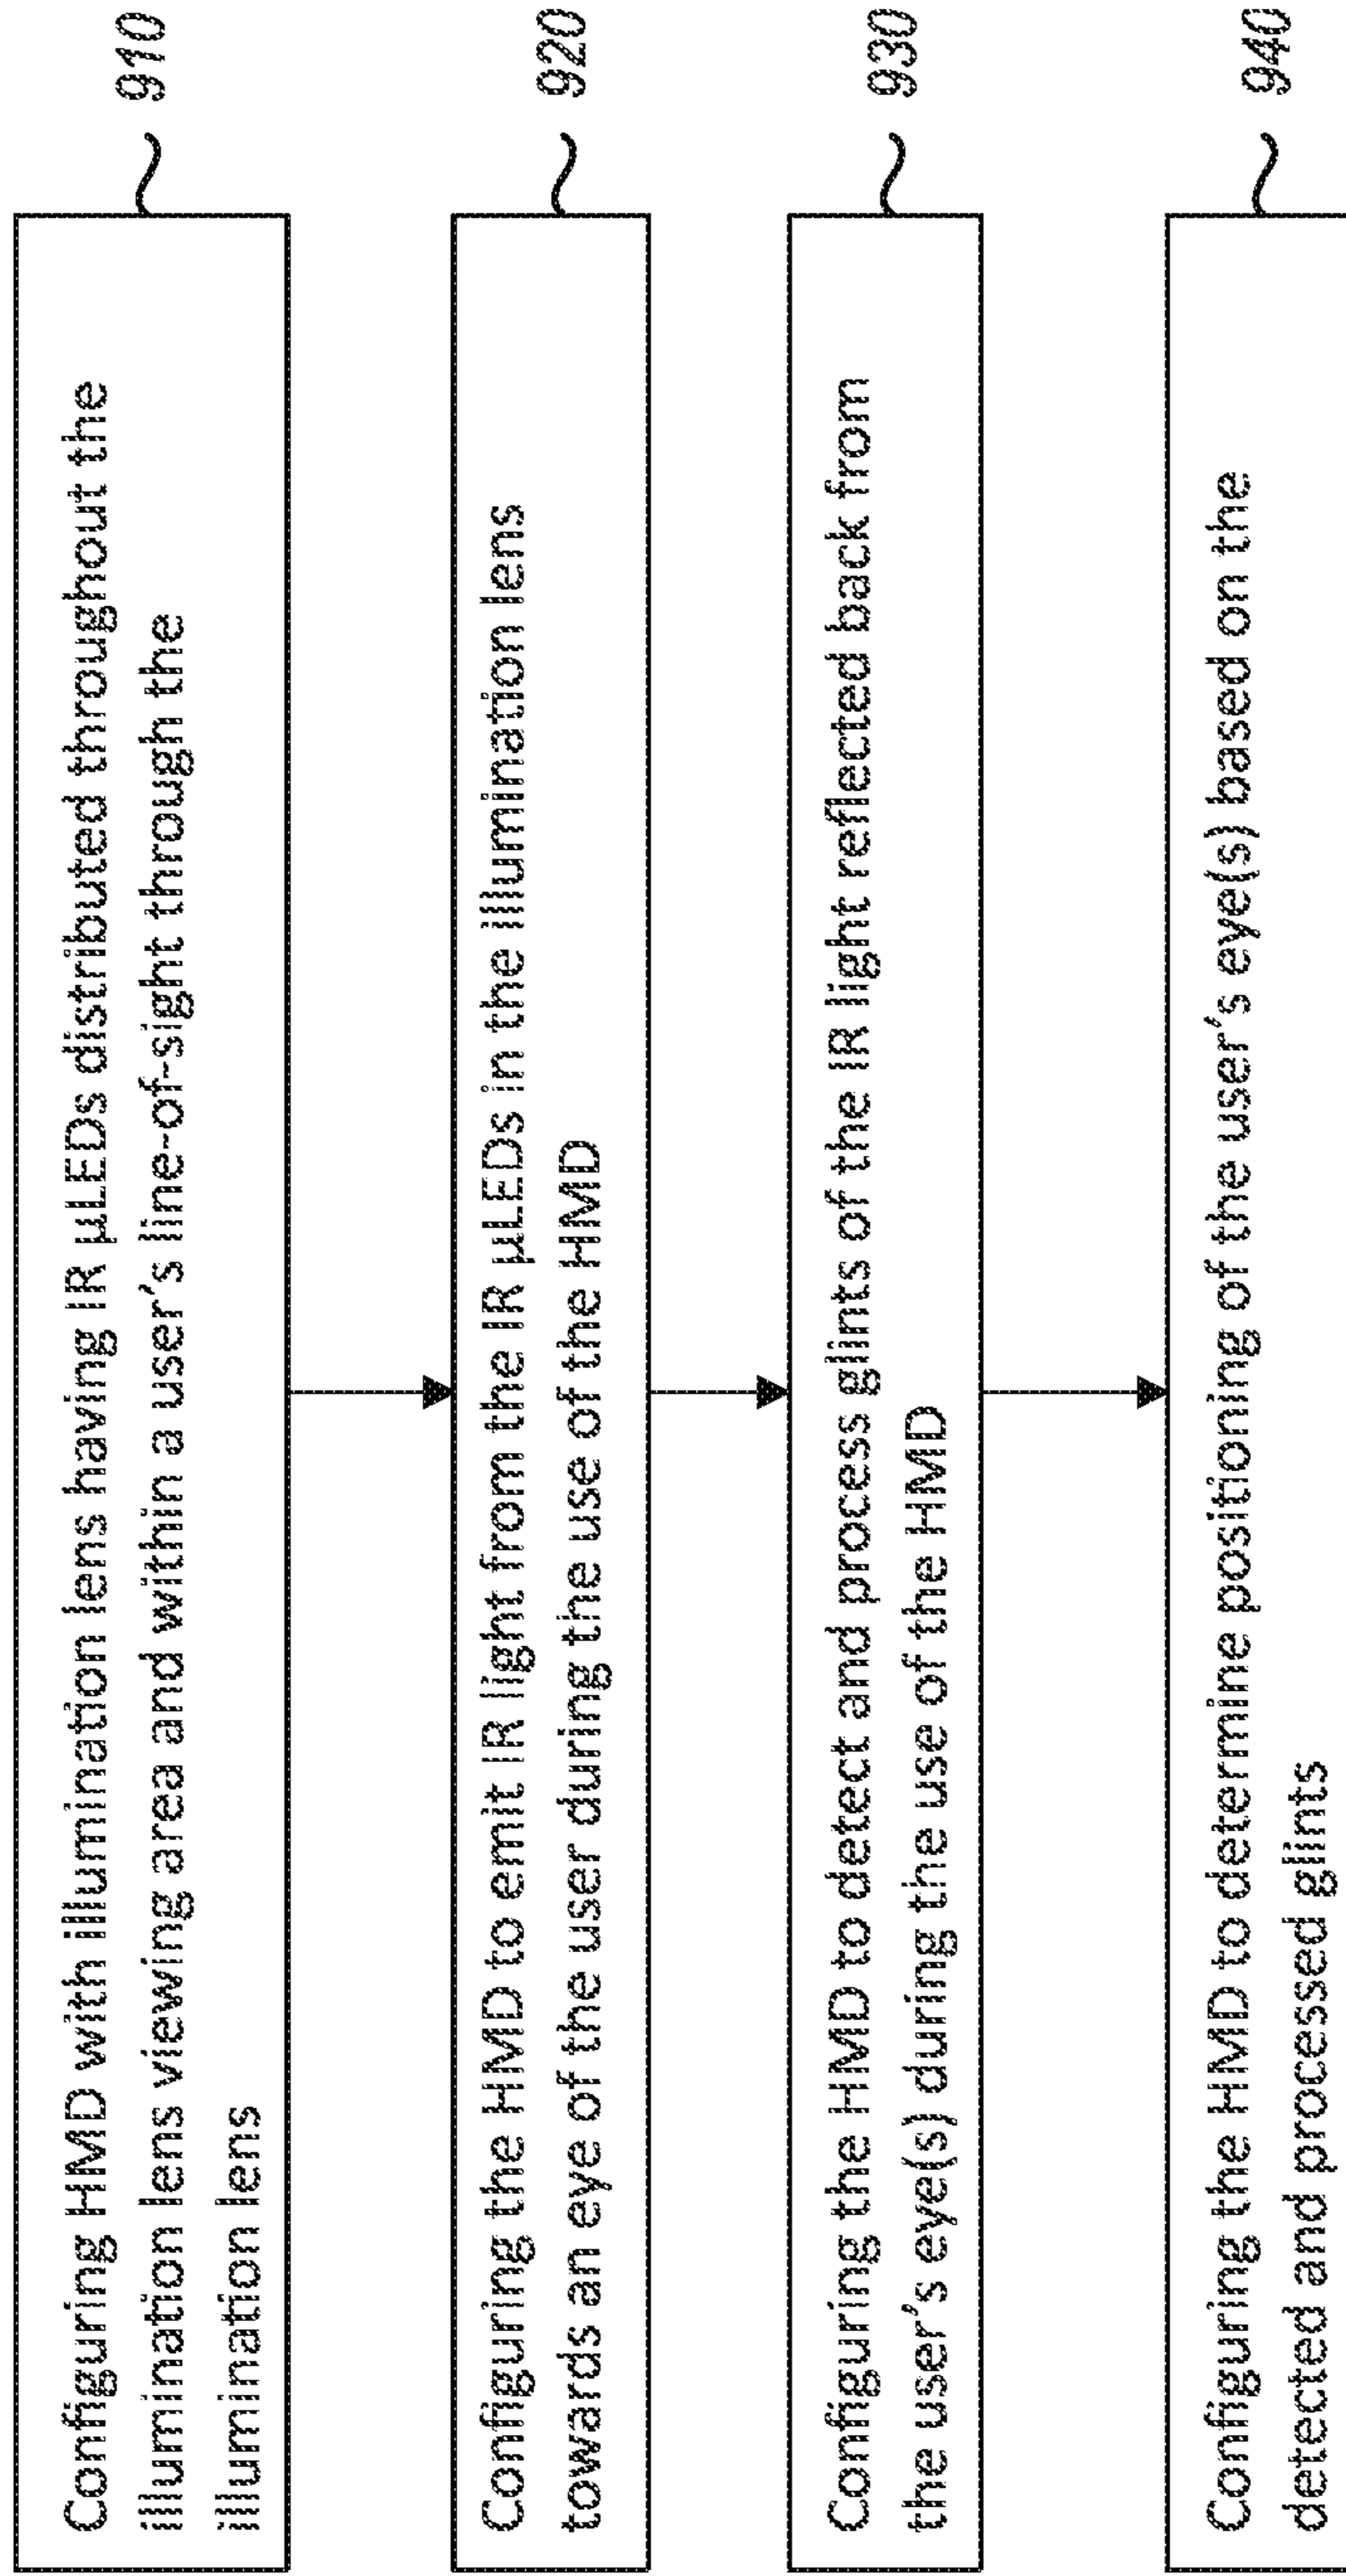 Configuring HMD with illumination lens having IR µLEDs distributed throughout the
illumination lens viewing area and within a user's line-of-sight through the
illumination lens
910
Configuring the HMD to emit IR light from the IR µLEDs in the illumination lens
towards an eye of the user during the use of the HMD
920
Configuring the HMD to detect and process glints of the IR light reflected back from
the user's eye(s) during the use of the HMD
930
Configuring the HMD to determine positioning of the user's eye(s) based on the
detected and processed glints
940